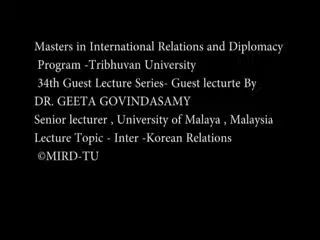 Masters in International Relations and Diplomacy
Program -Tribhuvan University
34th Guest Lecture Series- Guest lecturte By
DR. GEETA GOVINDASAMY
Senior lecturer , University of Malaya , Malaysia
Lecture Topic - Inter -Korean Relations
©MIRD-TU